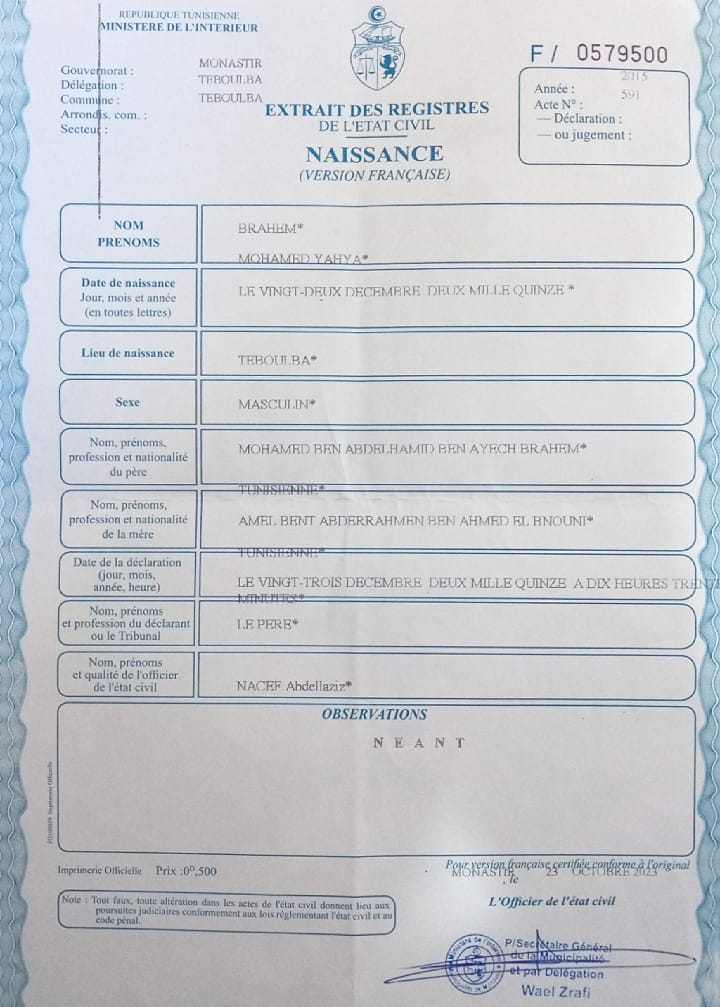 REPUBLIQUE TUNISIENNE
MINISTERE DE L'INTERIEUR
Gouvernorat : MONASTIR
Délégation : TEBOULBA
Commune : TEBOULBA
Arrondis. com. :
Secteur :
EXTRAIT DES REGISTRES
DE L'ETAT CIVIL
NAISSANCE
(VERSION FRANÇAISE)
F / 0579500
Année : 2015
Acte N° : 591
— Déclaration :
— ou jugement :
NOM
PRENOMS
BRAHEM*
MOHAMED YAHYA*
Date de naissance
Jour, mois et année
(en toutes lettres)
LE VINGT-DEUX DECEMBRE DEUX MILLE QUINZE *
Lieu de naissance
TEBOULBA*
Sexe
MASCULIN*
Nom, prénoms,
profession et nationalité
du père
MOHAMED BEN ABDELHAMID BEN AYECH BRAHEM*
TUNISIENNE*
Nom, prénoms,
profession et nationalité
de la mère
AMEL BENT ABDERRAHMEN BEN AHMED EL BNOUNI*
TUNISIENNE*
Date de la déclaration
(jour, mois,
année, heure)
LE VINGT-TROIS DECEMBRE DEUX MILLE QUINZE A DIX HEURES TRENT
MINUTES*
Nom, prénoms
et profession du déclarant
ou le Tribunal
LE PERE*
Nom, prénoms
et qualité de l'officier
de l'état civil
NACEF Abdellaziz*
OBSERVATIONS
N E A N T
Imprimerie Officielle Prix :0ᴰ,500
Pour version française certifiée conforme à l'original
MONASTIR , le 23 OCTOBRE 2023
L'Officier de l'état civil
Note : Tout faux, toute altération dans les actes de l'état civil donnent lieu aux
poursuites judiciaires conformement aux lois réglementant l'état civil et au
code pénal.
P/Secrétaire Général
de la Municipalité
et par Délégation
Wael Zrafi